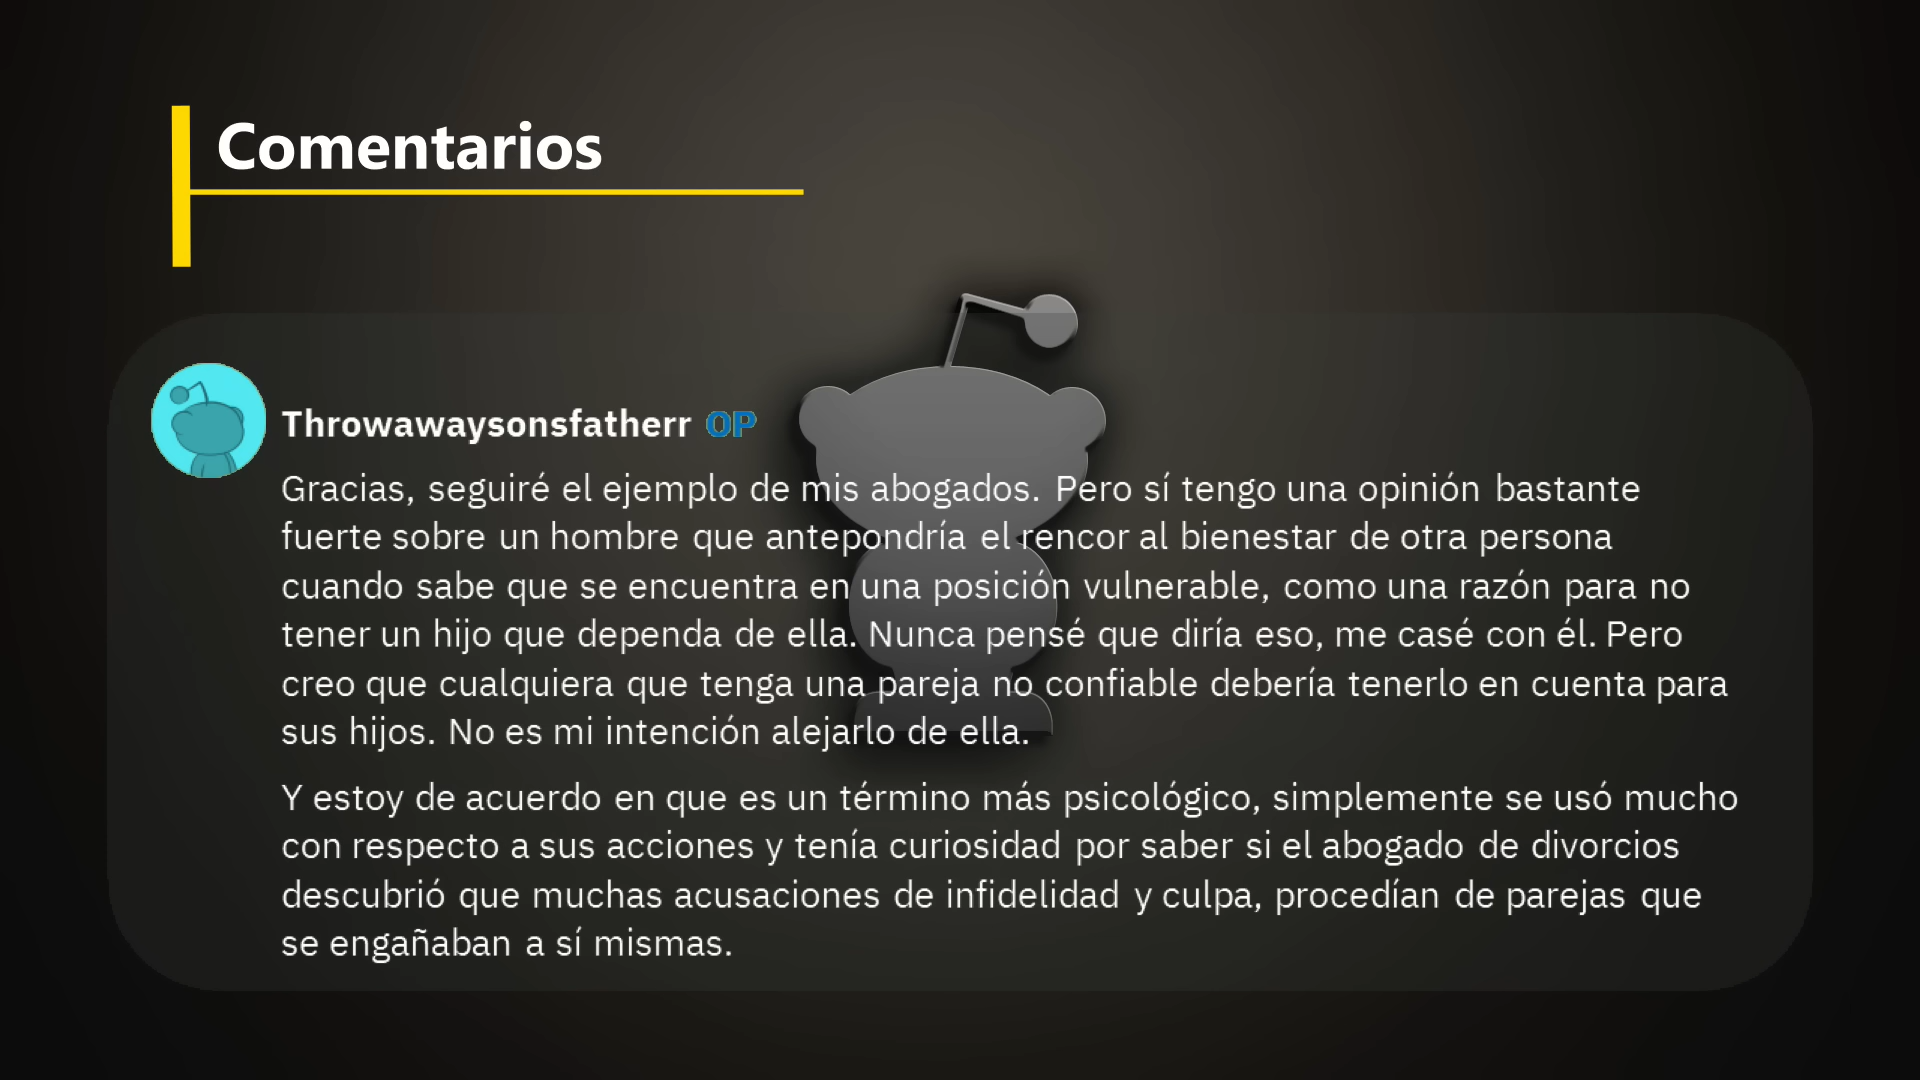 Comentarios
Throwawaysonsfatherr OP
Gracias, seguiré el ejemplo de mis abogados. Pero sí tengo una opinión bastante
fuerte sobre un hombre que antepondría el rencor al bienestar de otra persona
cuando sabe que se encuentra en una posición vulnerable, como una razón para no
tener un hijo que dependa de ella. Nunca pensé que diría eso, me casé con él. Pero
creo que cualquiera que tenga una pareja no confiable debería tenerlo en cuenta para
sus hijos. No es mi intención alejarlo de ella.
Y estoy de acuerdo en que es un término más psicológico, simplemente se usó mucho
con respecto a sus acciones y tenía curiosidad por saber si el abogado de divorcios
descubrió que muchas acusaciones de infidelidad y culpa, procedían de parejas que
se engañaban a sí mismas.